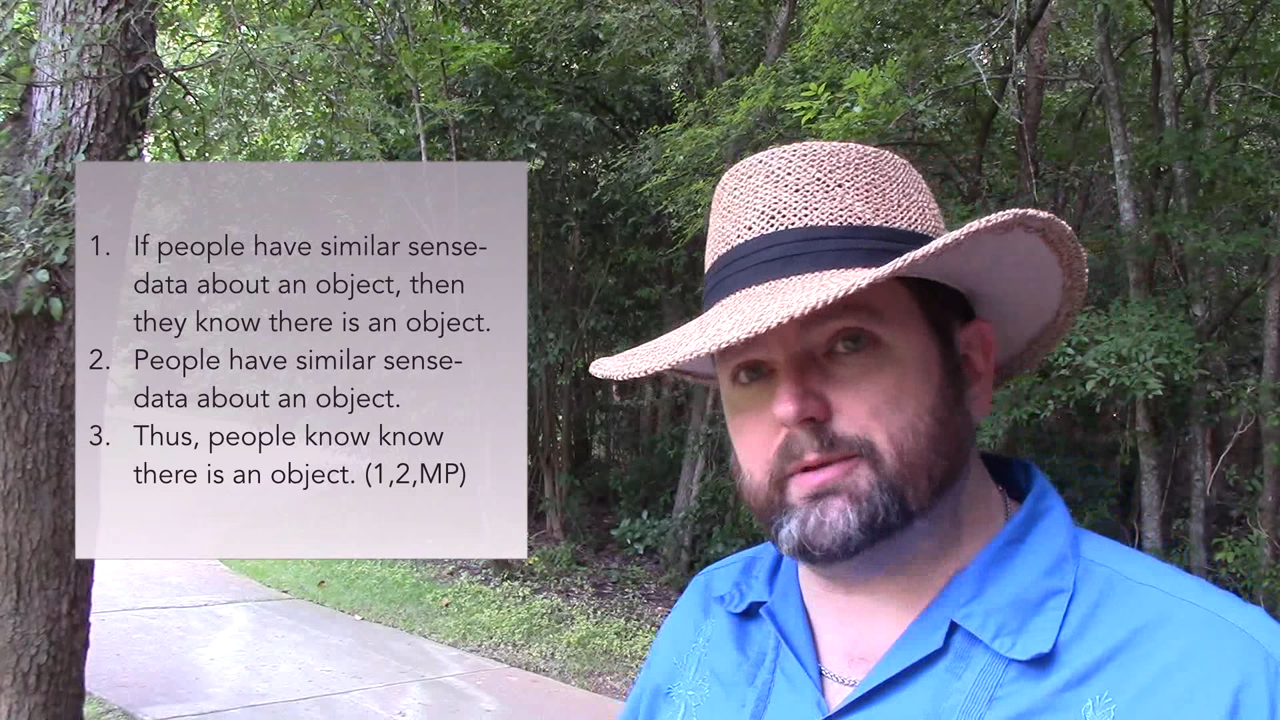 1. If people have similar sense-
data about an object, then
they know there is an object.
2. People have similar sense-
data about an object.
3. Thus, people know know
there is an object. (1,2,MP)